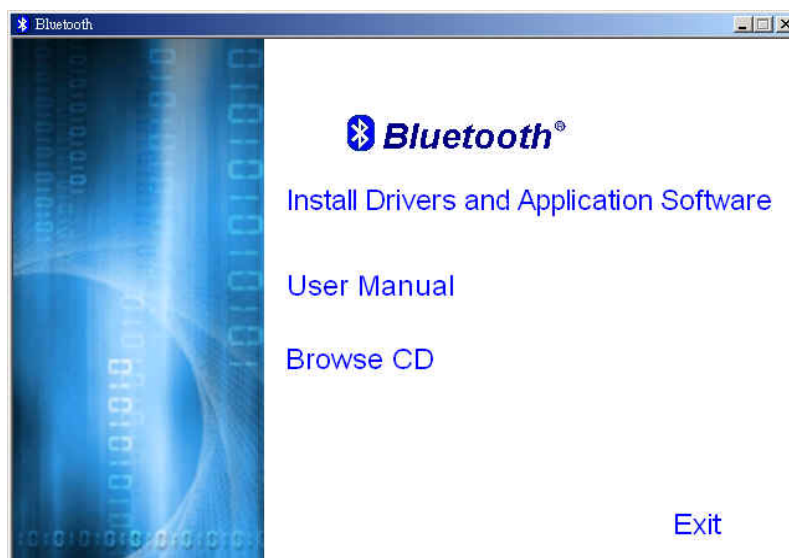 Bluetooth
Bluetooth®
Install Drivers and Application Software
User Manual
Browse CD
Exit